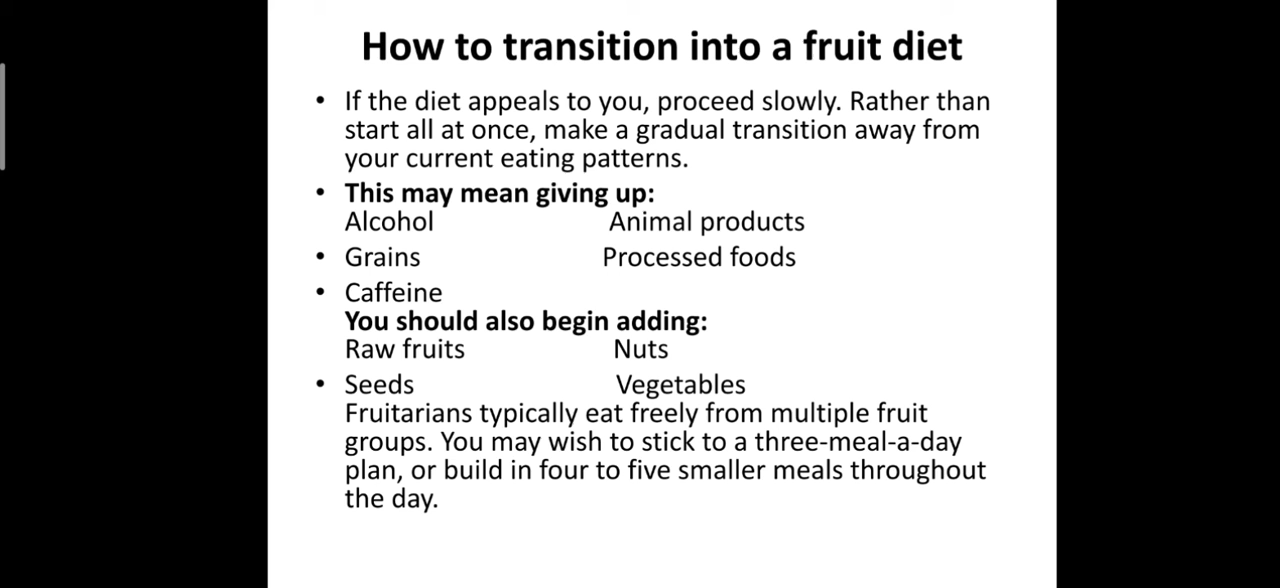 How to transition into a fruit diet
• If the diet appeals to you, proceed slowly. Rather than
start all at once, make a gradual transition away from
your current eating patterns.
• This may mean giving up:
Alcohol Animal products
• Grains Processed foods
• Caffeine
You should also begin adding:
Raw fruits Nuts
• Seeds Vegetables
Fruitarians typically eat freely from multiple fruit
groups. You may wish to stick to a three-meal-a-day
plan, or build in four to five smaller meals throughout
the day.